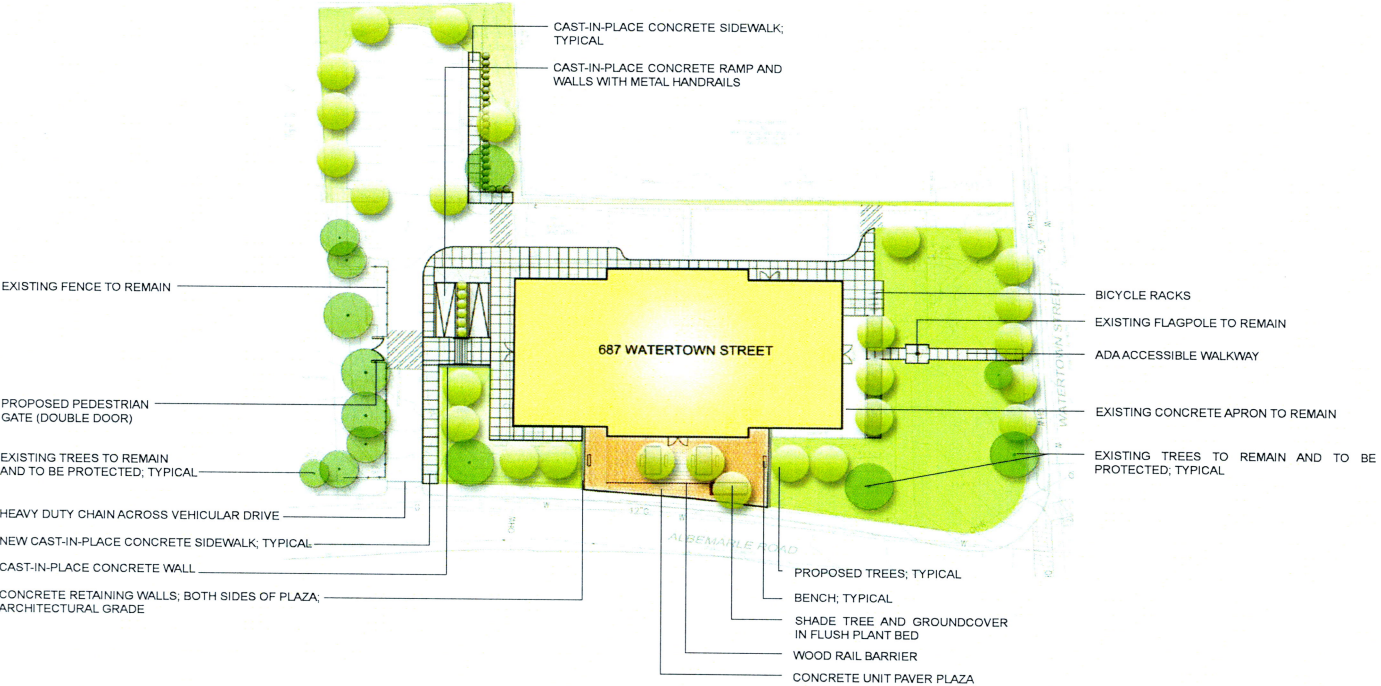 CAST-IN-PLACE CONCRETE SIDEWALK;
TYPICAL
CAST-IN-PLACE CONCRETE RAMP AND
WALLS WITH METAL HANDRAILS
EXISTING FENCE TO REMAIN
PROPOSED PEDESTRIAN
GATE (DOUBLE DOOR)
EXISTING TREES TO REMAIN
AND TO BE PROTECTED; TYPICAL
HEAVY DUTY CHAIN ACROSS VEHICULAR DRIVE
NEW CAST-IN-PLACE CONCRETE SIDEWALK; TYPICAL
CAST-IN-PLACE CONCRETE WALL
CONCRETE RETAINING WALLS; BOTH SIDES OF PLAZA;
ARCHITECTURAL GRADE
687 WATERTOWN STREET
BICYCLE RACKS
EXISTING FLAGPOLE TO REMAIN
ADA ACCESSIBLE WALKWAY
EXISTING CONCRETE APRON TO REMAIN
EXISTING TREES TO REMAIN AND TO BE
PROTECTED; TYPICAL
WATERTOWN STREET
ALBEMARLE ROAD
PROPOSED TREES; TYPICAL
BENCH; TYPICAL
SHADE TREE AND GROUNDCOVER
IN FLUSH PLANT BED
WOOD RAIL BARRIER
CONCRETE UNIT PAVER PLAZA